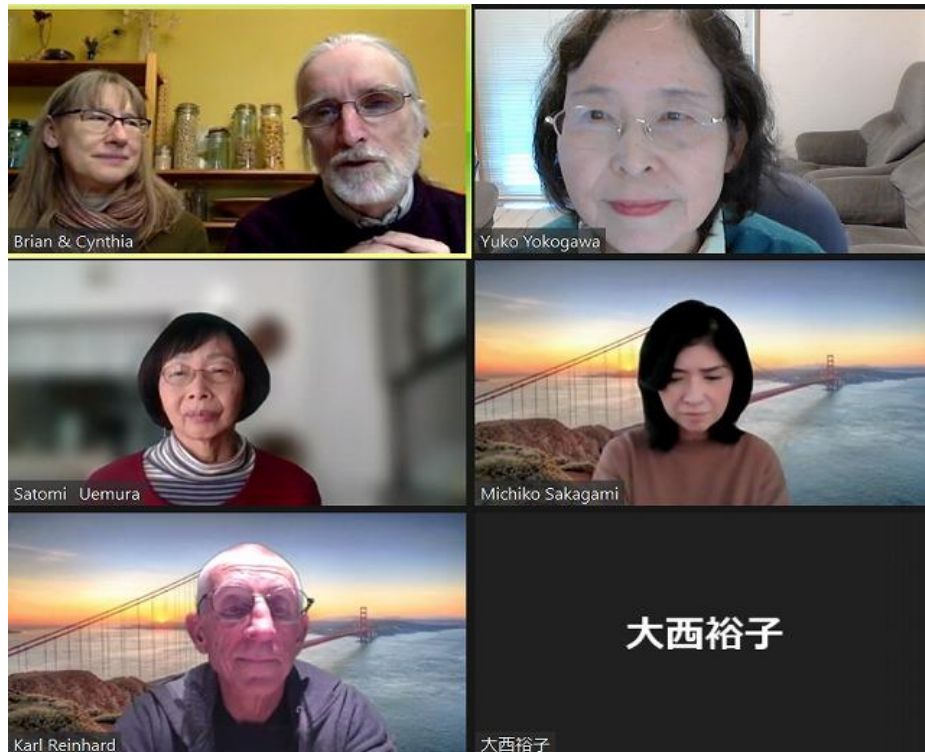 Brian & Cynthia
Yuko Yokogawa
Satomi Uemura
Michiko Sakagami
Karl Reinhard
大西裕子
大西裕子